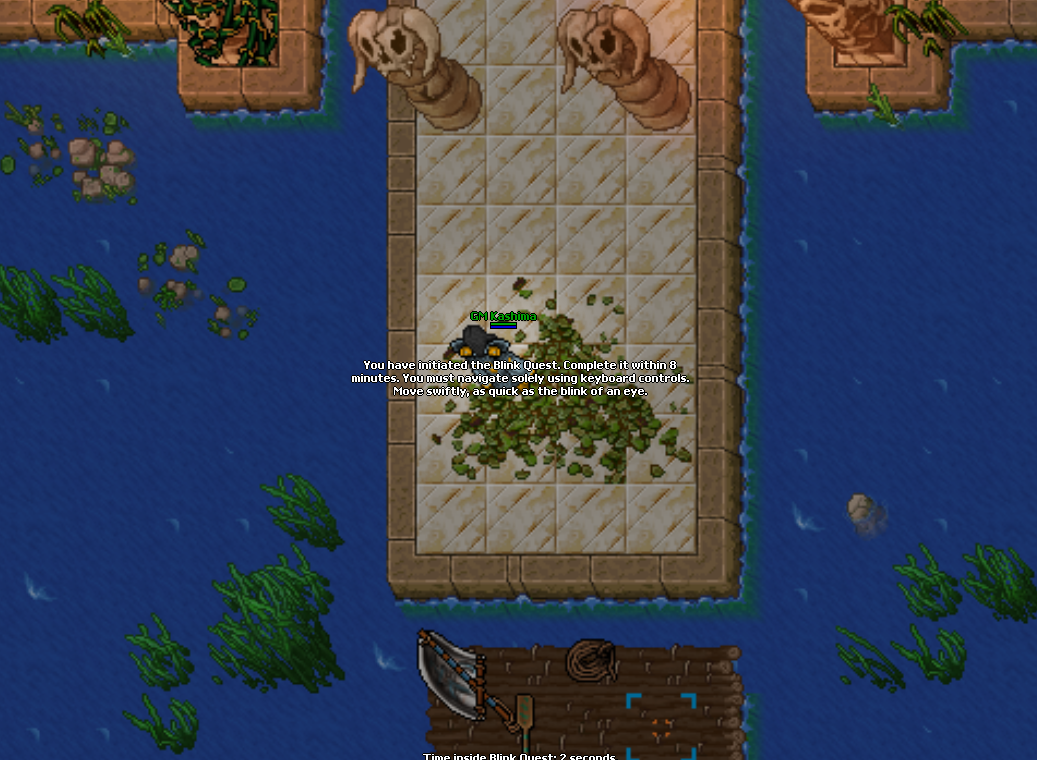 GM Kashima
You have initiated the Blink Quest. Complete it within 8
minutes. You must navigate solely using keyboard controls.
Move swiftly, as quick as the blink of an eye.
Time inside Blink Quest: 2 seconds